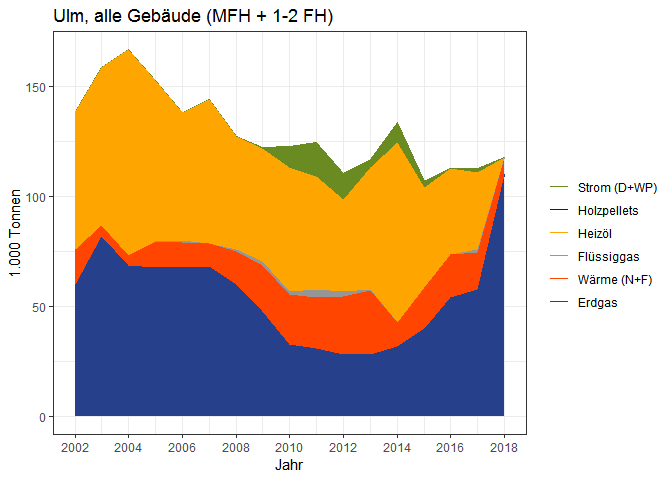 Ulm, alle Gebäude (MFH + 1-2 FH)
1.000 Tonnen
150
100
50
0
2002 2004 2006 2008 2010 2012 2014 2016 2018
Jahr
Strom (D+WP)
Holzpellets
Heizöl
Flüssiggas
Wärme (N+F)
Erdgas